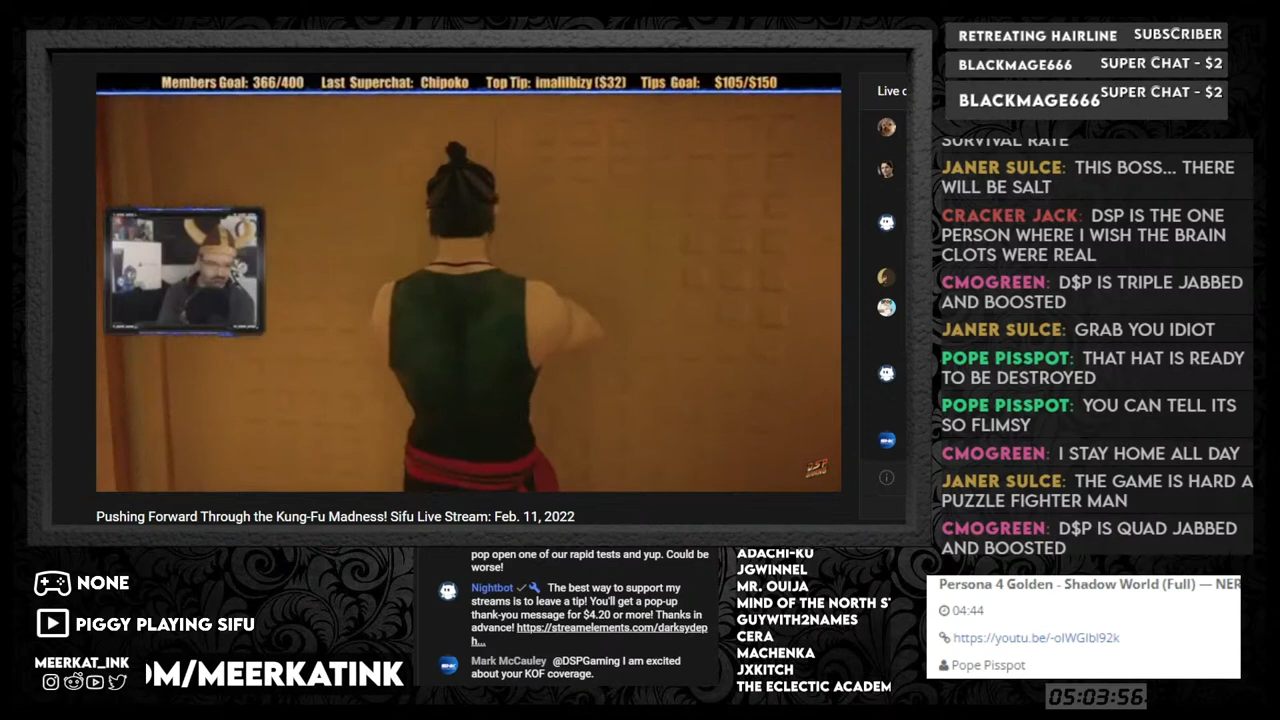 Members Goal: 366/400 Last Superchat: Chipoko Top Tip: imalilbizy ($32) Tips Goal: $105/$150
Live c
DSP
Pushing Forward Through the Kung-Fu Madness! Sifu Live Stream: Feb. 11, 2022
RETREATING HAIRLINE SUBSCRIBER
BLACKMAGE666 SUPER CHAT - $2
BLACKMAGE666 SUPER CHAT - $2
SURVIVAL RATE
JANER SULCE: THIS BOSS... THERE
WILL BE SALT
CRACKER JACK: DSP IS THE ONE
PERSON WHERE I WISH THE BRAIN
CLOTS WERE REAL
CMOGREEN: D$P IS TRIPLE JABBED
AND BOOSTED
JANER SULCE: GRAB YOU IDIOT
POPE PISSPOT: THAT HAT IS READY
TO BE DESTROYED
POPE PISSPOT: YOU CAN TELL ITS
SO FLIMSY
CMOGREEN: I STAY HOME ALL DAY
JANER SULCE: THE GAME IS HARD A
PUZZLE FIGHTER MAN
CMOGREEN: D$P IS QUAD JABBED
AND BOOSTED
NONE
PIGGY PLAYING SIFU
MEERKAT_INK
OM/MEERKATINK
pop open one of our rapid tests and yup. Could be
worse!
Nightbot The best way to support my
streams is to leave a tip! You'll get a pop-up
thank-you message for $4.20 or more! Thanks in
advance! https://streamelements.com/darksydep
h...
Mark McCauley @DSPGaming I am excited
about your KOF coverage.
ADACHI-KU
JGWINNEL
MR. OUIJA
MIND OF THE NORTH S
GUYWITH2NAMES
CERA
MACHENKA
JXKITCH
THE ECLECTIC ACADEM
Persona 4 Golden - Shadow World (Full) — NER
04:44
https://youtu.be/-oIWGIbI92k
Pope Pisspot
05:03:56